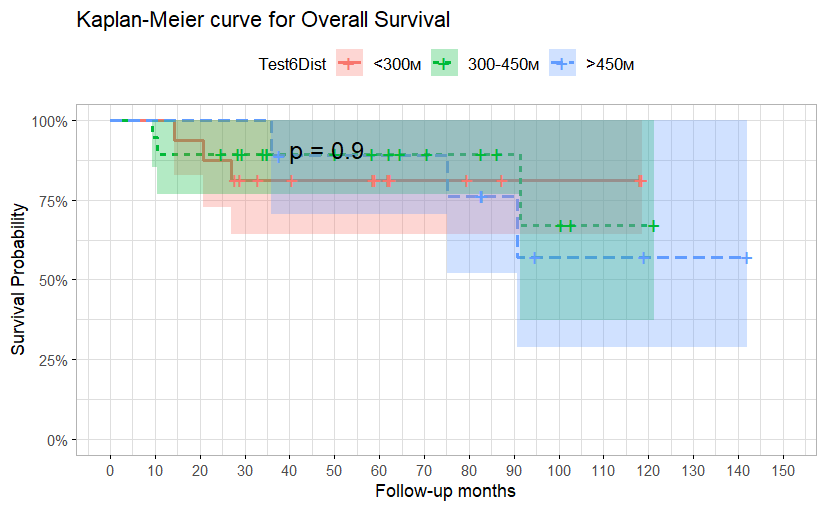 Kaplan-Meier curve for Overall Survival
Test6Dist <300м 300-450м >450м
100%
p = 0.9
75%
50%
25%
0%
Survival Probability
0 10 20 30 40 50 60 70 80 90 100 110 120 130 140 150
Follow-up months